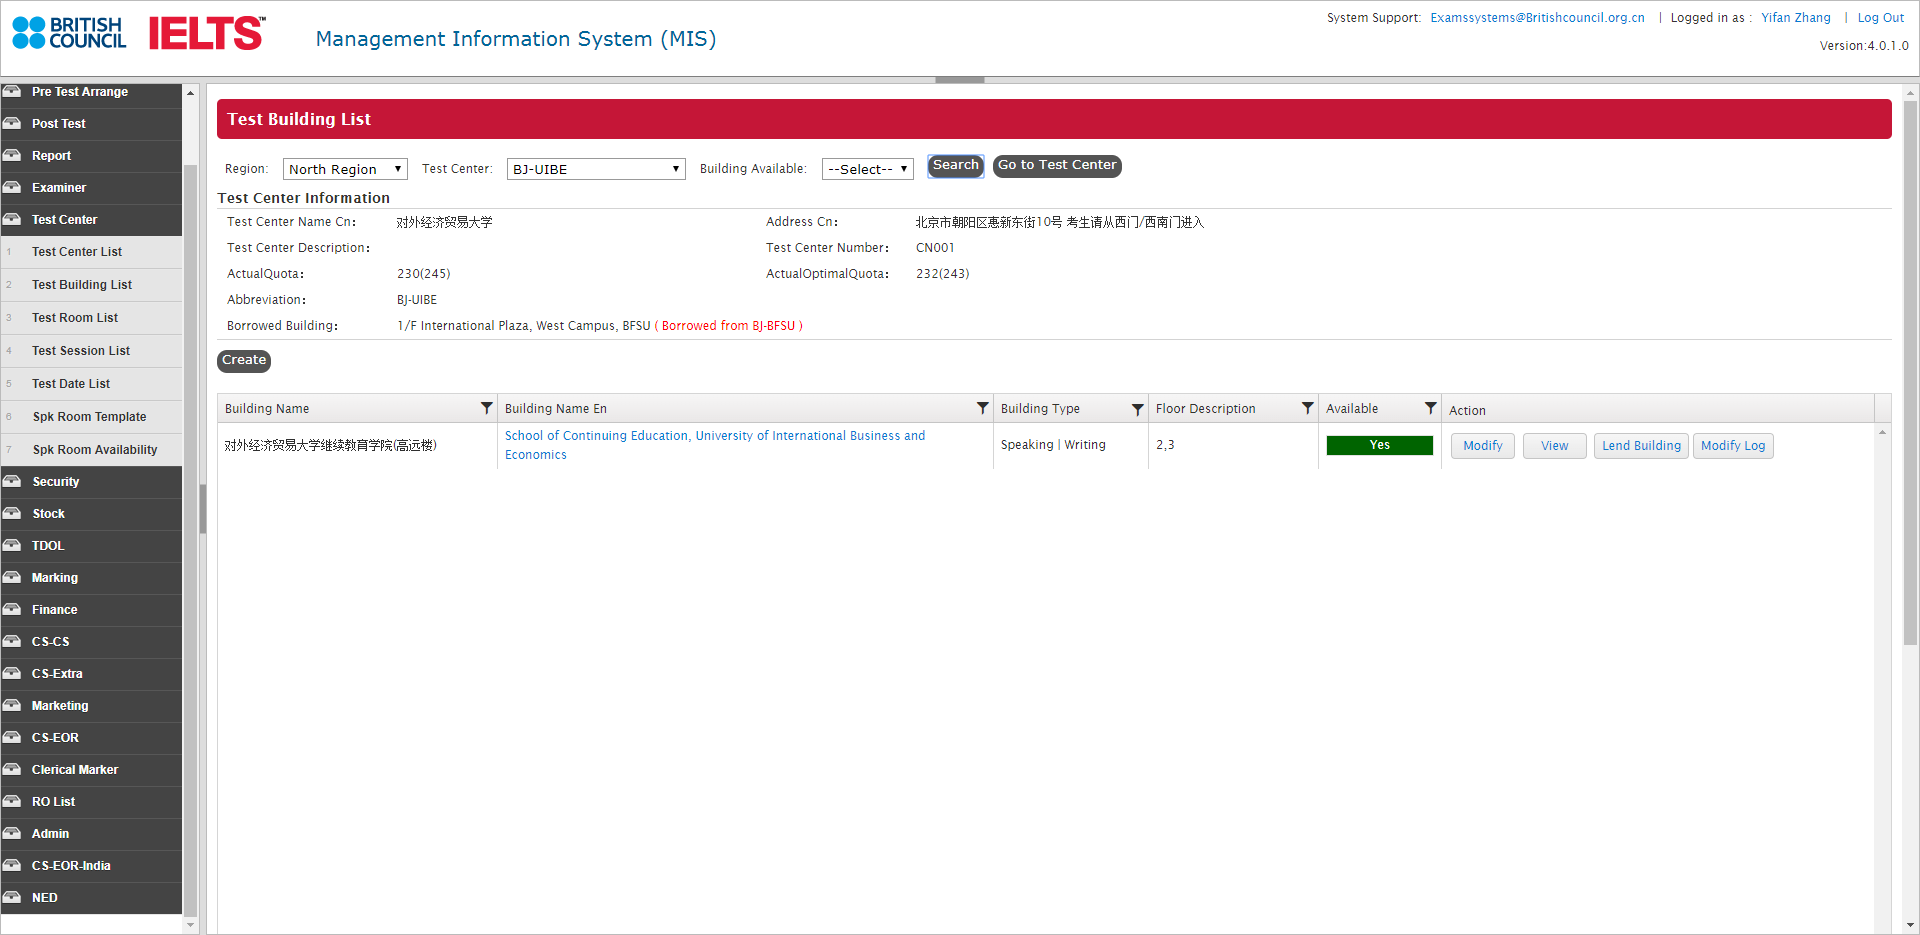 BRITISH
COUNCIL
IELTS™
Management Information System (MIS)
System Support: Examssystems@Britishcouncil.org.cn | Logged in as : Yifan Zhang | Log Out
Version:4.0.1.0
Pre Test Arrange
Post Test
Report
Examiner
Test Center
1 Test Center List
2 Test Building List
3 Test Room List
4 Test Session List
5 Test Date List
6 Spk Room Template
7 Spk Room Availability
Security
Stock
TDOL
Marking
Finance
CS-CS
CS-Extra
Marketing
CS-EOR
Clerical Marker
RO List
Admin
CS-EOR-India
NED
Test Building List
Region: North Region Test Center: BJ-UIBE Building Available: --Select-- Search Go to Test Center
Test Center Information
Test Center Name Cn: 对外经济贸易大学 Address Cn: 北京市朝阳区惠新东街10号 考生请从西门/西南门进入
Test Center Description: Test Center Number: CN001
ActualQuota: 230(245) ActualOptimalQuota: 232(243)
Abbreviation: BJ-UIBE
Borrowed Building: 1/F International Plaza, West Campus, BFSU ( Borrowed from BJ-BFSU )
Create
Building Name Building Name En Building Type Floor Description Available Action
对外经济贸易大学继续教育学院(高远楼) School of Continuing Education, University of International Business and
Economics Speaking | Writing 2,3 Yes Modify View Lend Building Modify Log